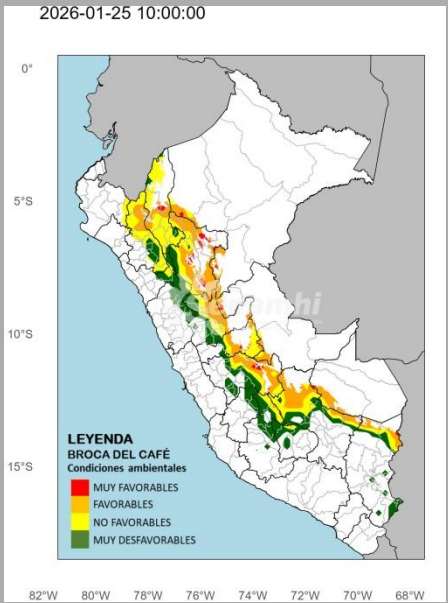 2026-01-25 10:00:00
0°
5°S
10°S
15°S
senamhi
LEYENDA
BROCA DEL CAFÉ
Condiciones ambientales
MUY FAVORABLES
FAVORABLES
NO FAVORABLES
MUY DESFAVORABLES
82°W 80°W 78°W 76°W 74°W 72°W 70°W 68°W